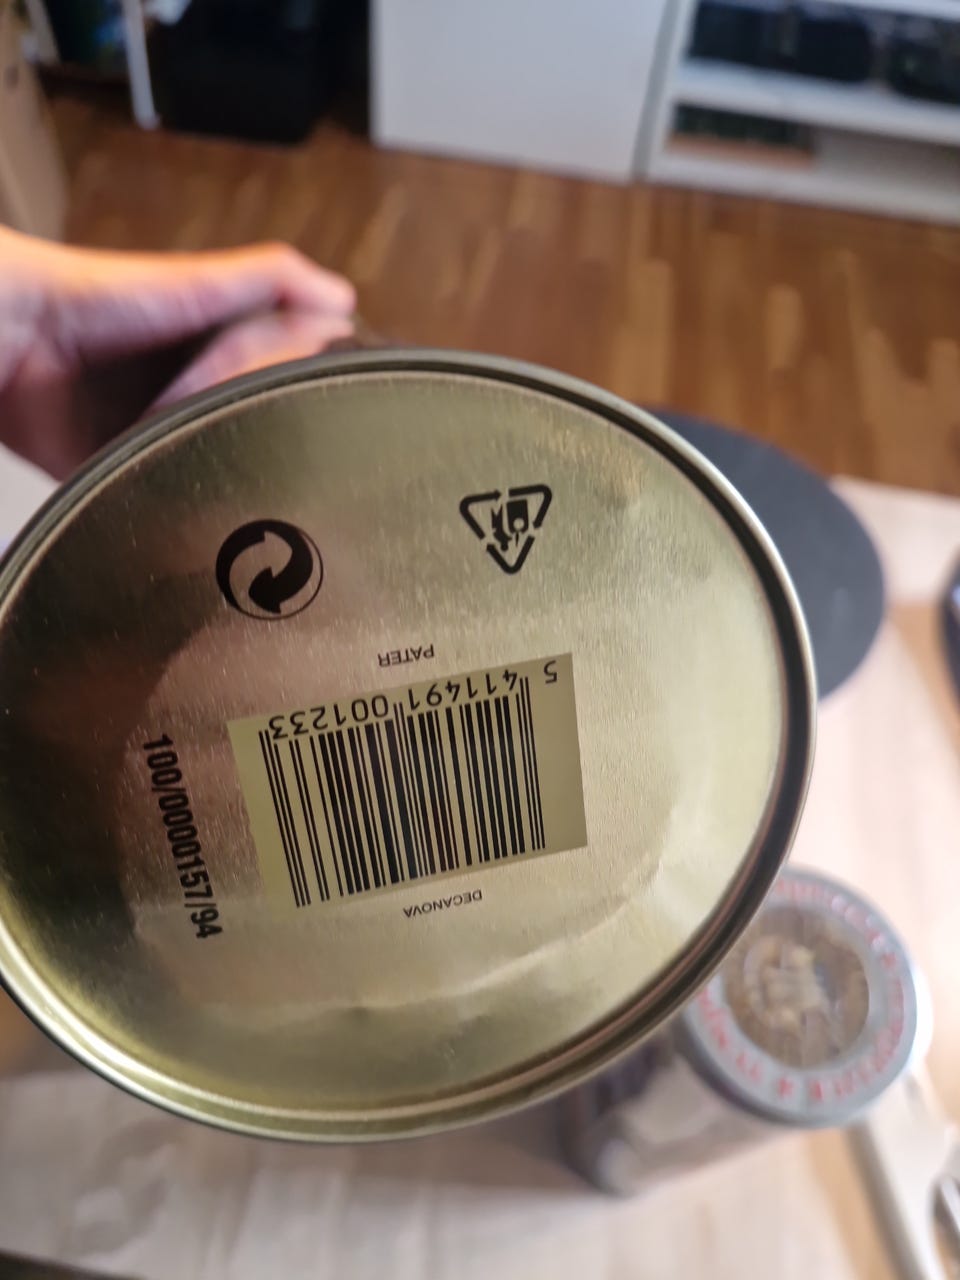 PATER
5 411491 001233
DECANOVA
100/0000157/94